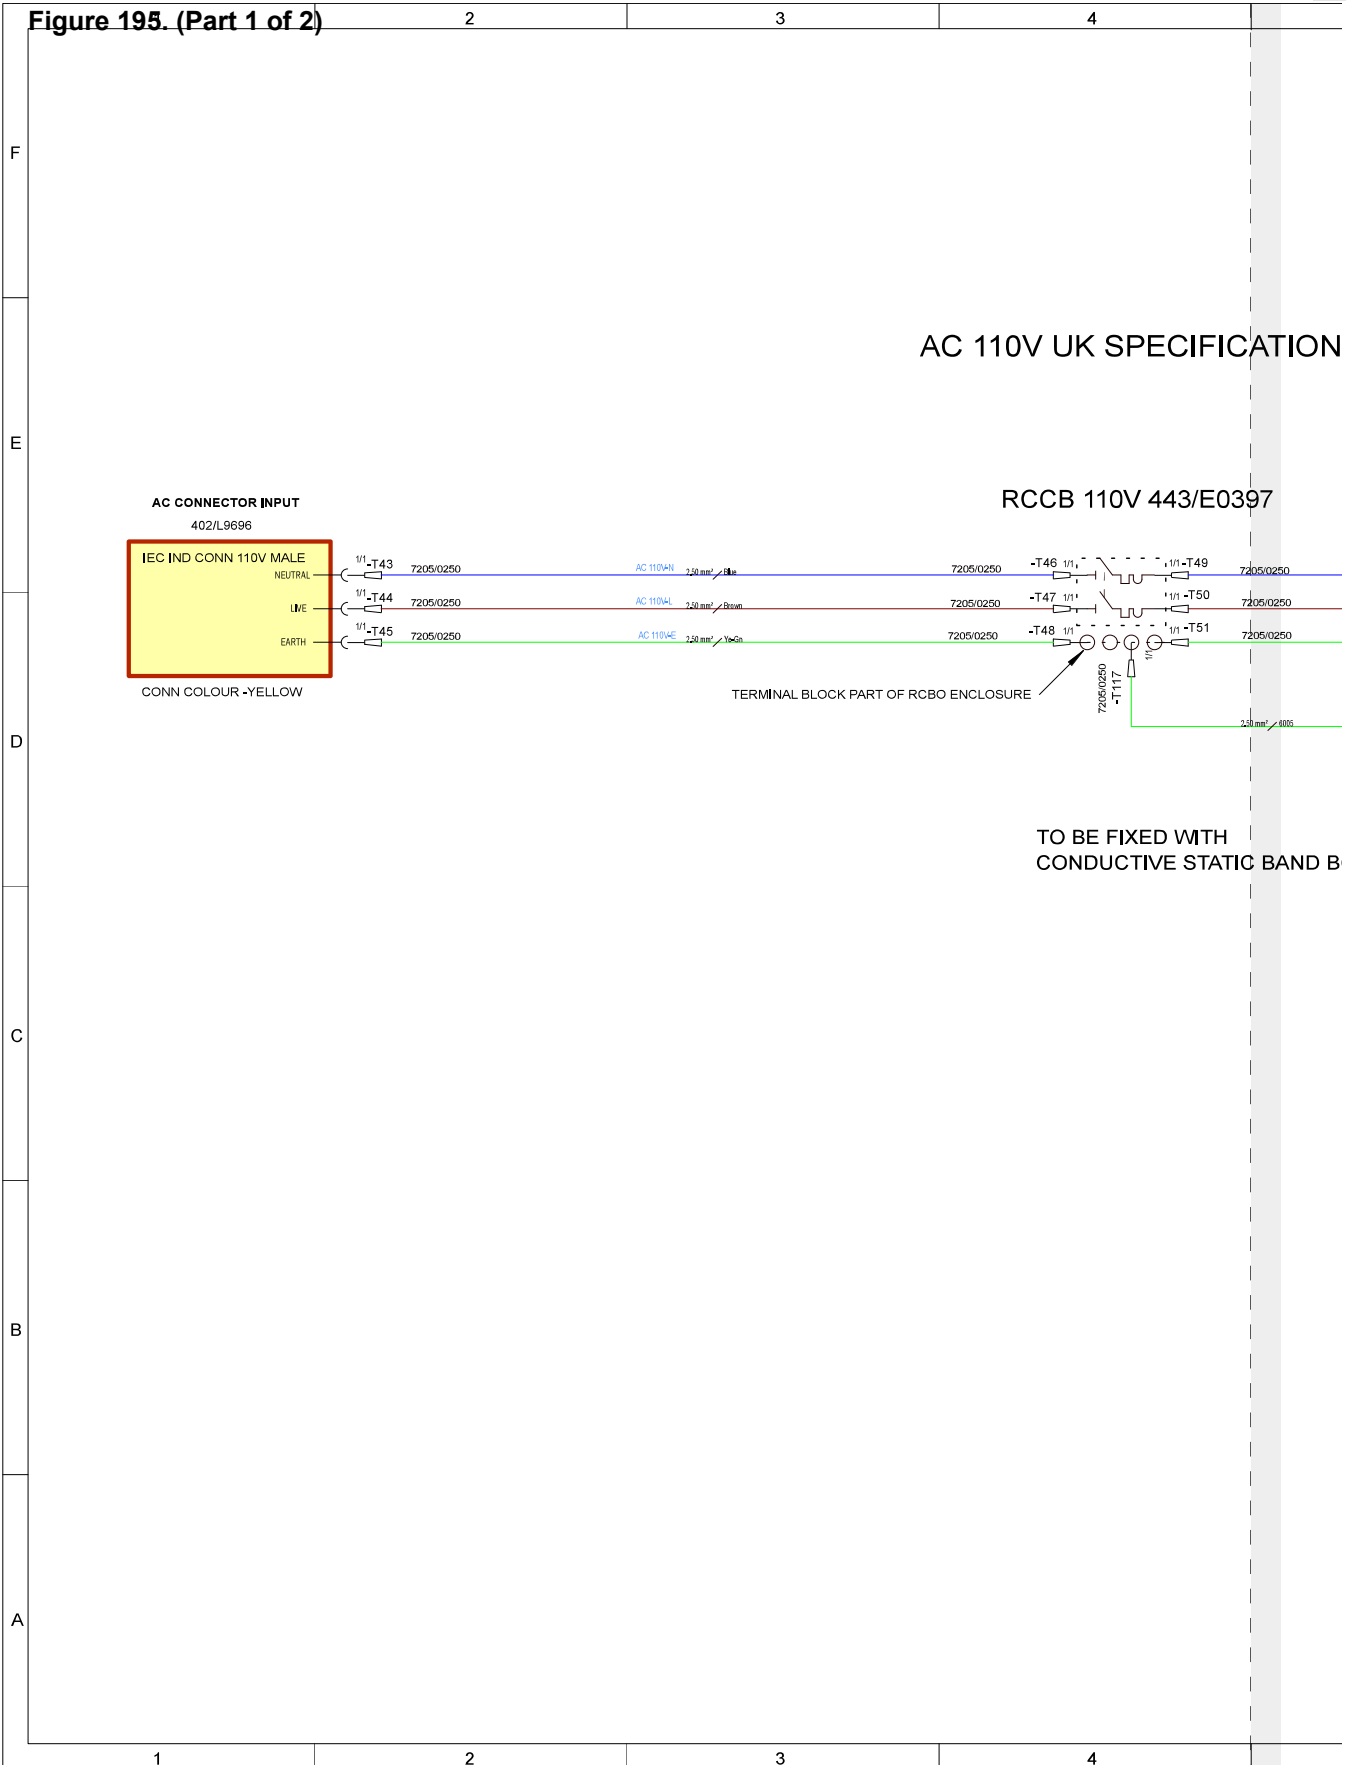 Figure 195. (Part 1 of 2)
1
2
3
4
F
AC 110V UK SPECIFICATION
E
AC CONNECTOR INPUT
402/L9696
RCCB 110V 443/E0397
IEC IND CONN 110V MALE
NEUTRAL
1/1 -T43
7205/0250
AC 110V-N
2,50 mm² Blue
7205/0250
-T46 1/1
1/1 -T49
7205/0250
LIVE
1/1 -T44
7205/0250
AC 110V-L
2,50 mm² Brown
7205/0250
-T47 1/1
1/1 -T50
7205/0250
EARTH
1/1 -T45
7205/0250
AC 110V-E
2,50 mm² Ye-Gn
7205/0250
-T48 1/1
1/1 -T51
7205/0250
1/1
CONN COLOUR -YELLOW
TERMINAL BLOCK PART OF RCBO ENCLOSURE
7205/0250
-T117
2,50 mm² 6005
D
TO BE FIXED WITH
CONDUCTIVE STATIC BAND B
C
B
A
1
2
3
4